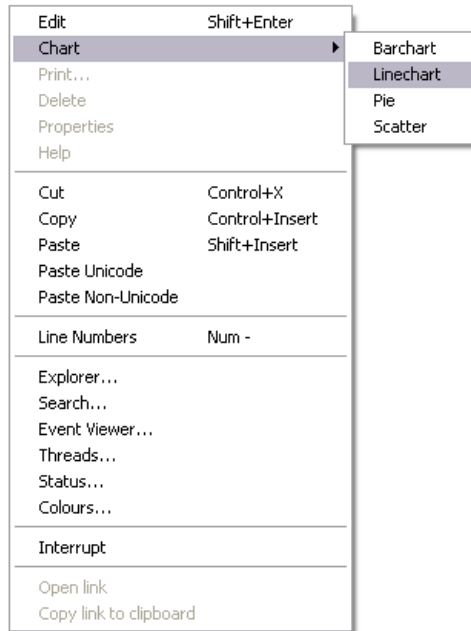 Edit Shift+Enter
Chart
Barchart
Linechart
Pie
Scatter
Print...
Delete
Properties
Help
Cut Control+X
Copy Control+Insert
Paste Shift+Insert
Paste Unicode
Paste Non-Unicode
Line Numbers Num -
Explorer...
Search...
Event Viewer...
Threads...
Status...
Colours...
Interrupt
Open link
Copy link to clipboard